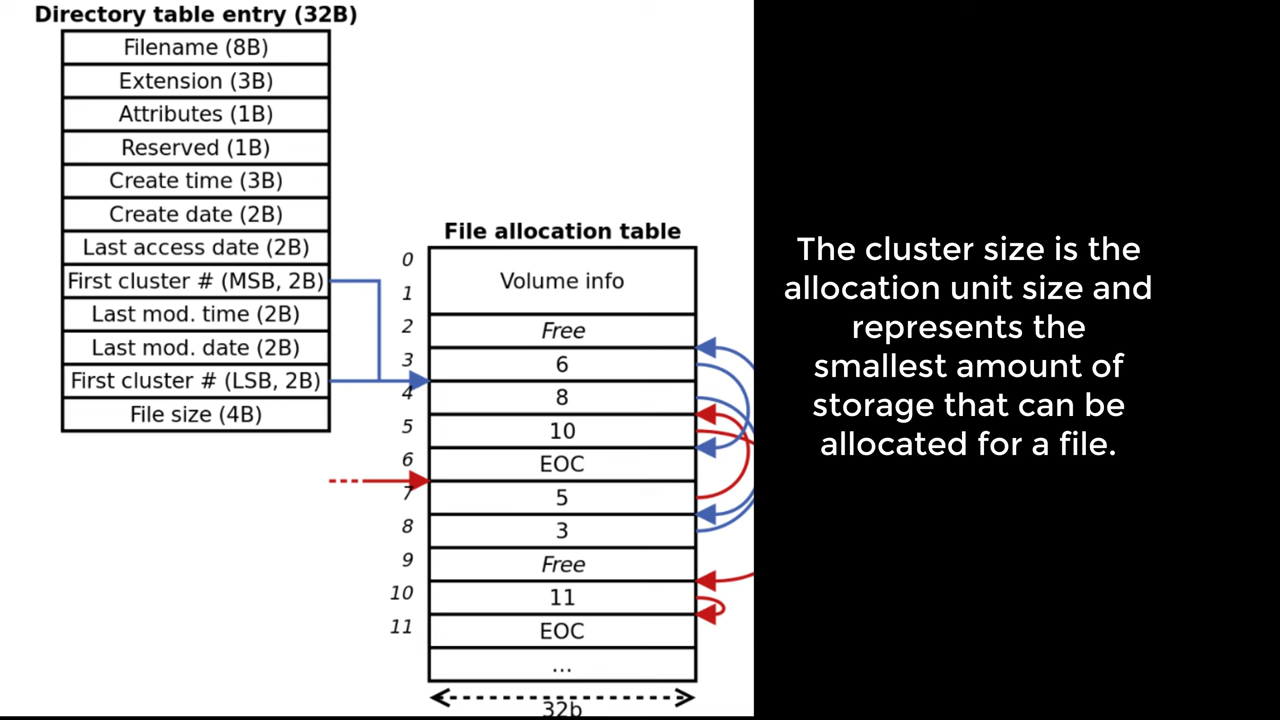 Directory table entry (32B)
Filename (8B)
Extension (3B)
Attributes (1B)
Reserved (1B)
Create time (3B)
Create date (2B)
Last access date (2B)
First cluster # (MSB, 2B)
Last mod. time (2B)
Last mod. date (2B)
First cluster # (LSB, 2B)
File size (4B)
File allocation table
0
1
Volume info
2
Free
3
6
4
8
5
10
6
EOC
7
5
8
3
9
Free
10
11
11
EOC
...
32b
The cluster size is the
allocation unit size and
represents the
smallest amount of
storage that can be
allocated for a file.